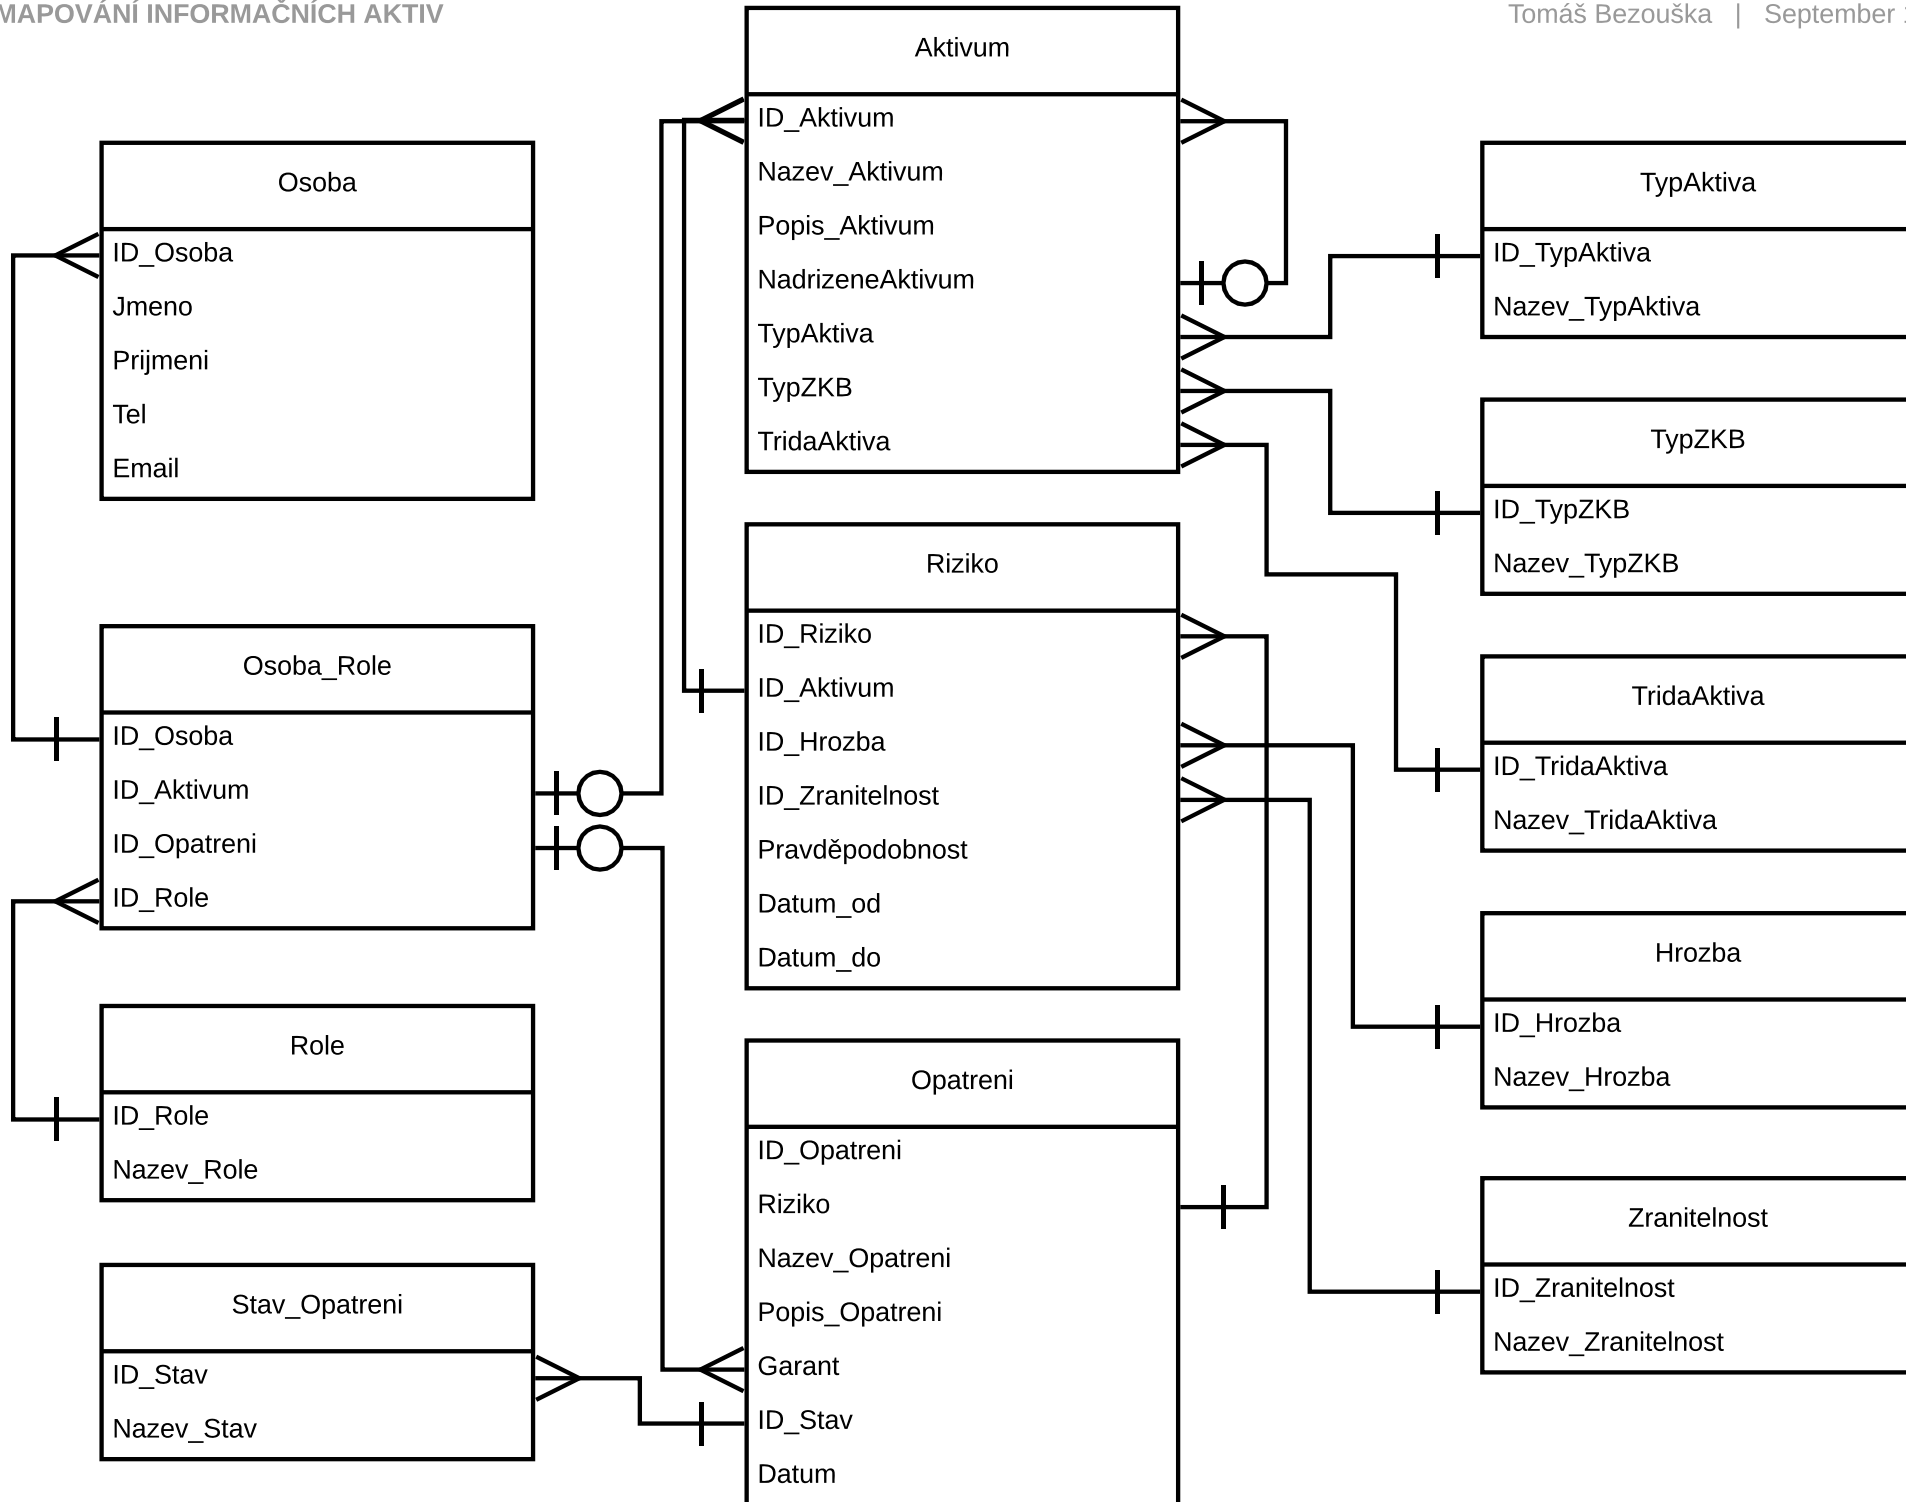 MAPOVÁNÍ INFORMAČNÍCH AKTIV
Tomáš Bezouška | September
Osoba
ID_Osoba
Jmeno
Prijmeni
Tel
Email
Osoba_Role
ID_Osoba
ID_Aktivum
ID_Opatreni
ID_Role
Role
ID_Role
Nazev_Role
Stav_Opatreni
ID_Stav
Nazev_Stav
Aktivum
ID_Aktivum
Nazev_Aktivum
Popis_Aktivum
NadrizeneAktivum
TypAktiva
TypZKB
TridaAktiva
Riziko
ID_Riziko
ID_Aktivum
ID_Hrozba
ID_Zranitelnost
Pravděpodobnost
Datum_od
Datum_do
Opatreni
ID_Opatreni
Riziko
Nazev_Opatreni
Popis_Opatreni
Garant
ID_Stav
Datum
TypAktiva
ID_TypAktiva
Nazev_TypAktiva
TypZKB
ID_TypZKB
Nazev_TypZKB
TridaAktiva
ID_TridaAktiva
Nazev_TridaAktiva
Hrozba
ID_Hrozba
Nazev_Hrozba
Zranitelnost
ID_Zranitelnost
Nazev_Zranitelnost